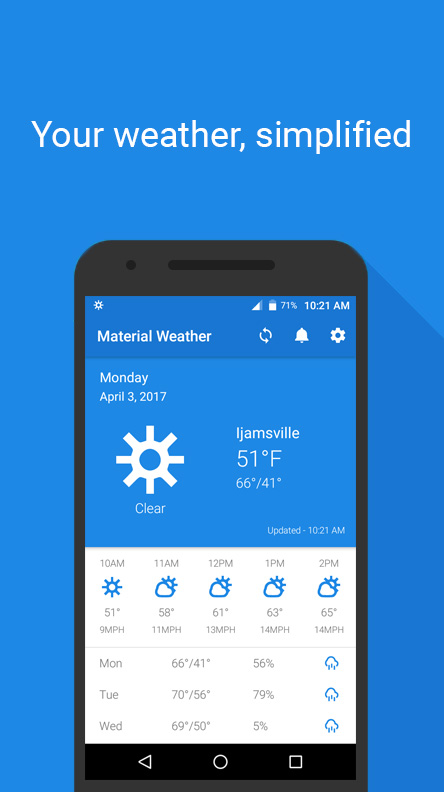 Your weather, simplified
71% 10:21 AM
Material Weather
Monday
April 3, 2017
Ijamsville
51°F
66°/41°
Clear
Updated - 10:21 AM
10AM 11AM 12PM 1PM 2PM
51° 58° 61° 63° 65°
9MPH 11MPH 13MPH 14MPH 14MPH
Mon 66°/41° 56%
Tue 70°/56° 79%
Wed 69°/50° 5%